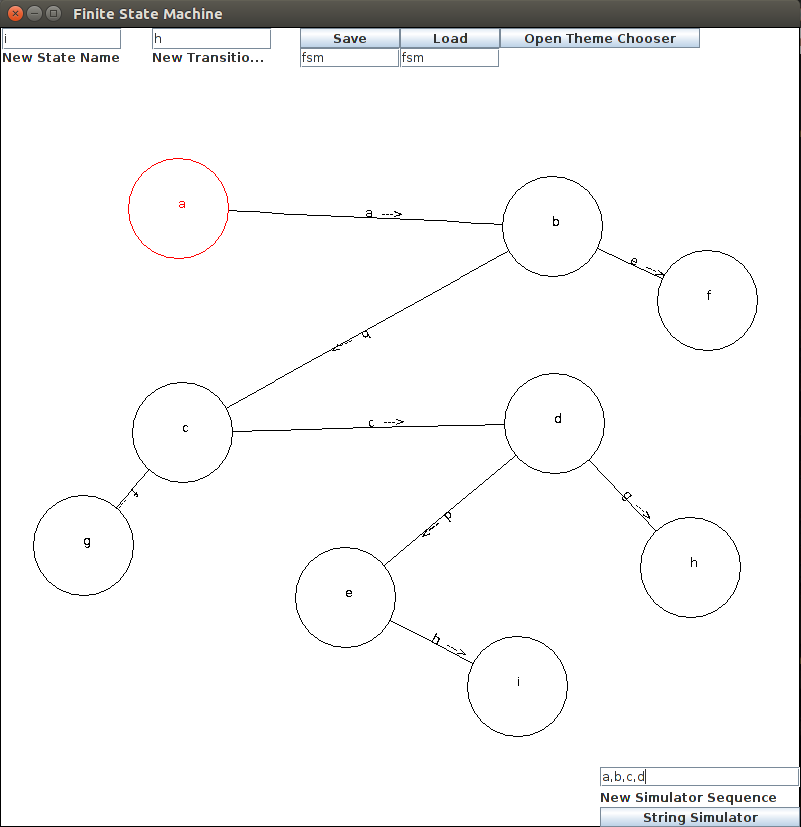 Finite State Machine
i
h
Save
Load
Open Theme Chooser
New State Name
New Transitio...
fsm
fsm
a
a --->
b
e --->
f
b --->
c
c --->
d
f
g --->
g
d --->
h
e
h --->
i
a,b,c,d
New Simulator Sequence
String Simulator